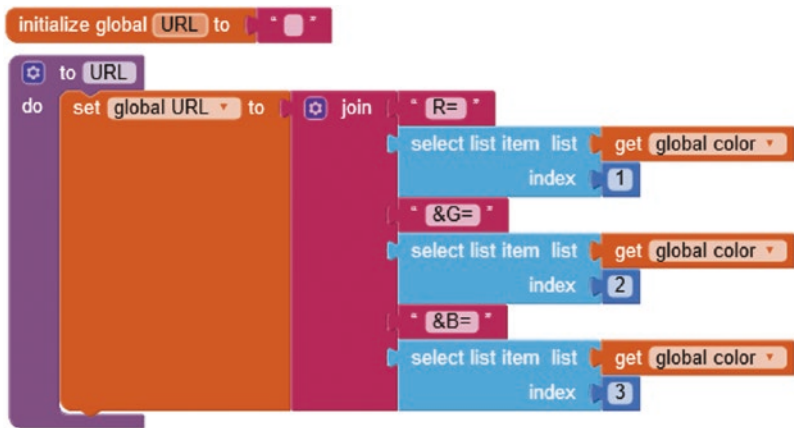 initialize global URL to " "
to URL
do set global URL to join " R= "
select list item list get global color
index 1
" &G= "
select list item list get global color
index 2
" &B= "
select list item list get global color
index 3